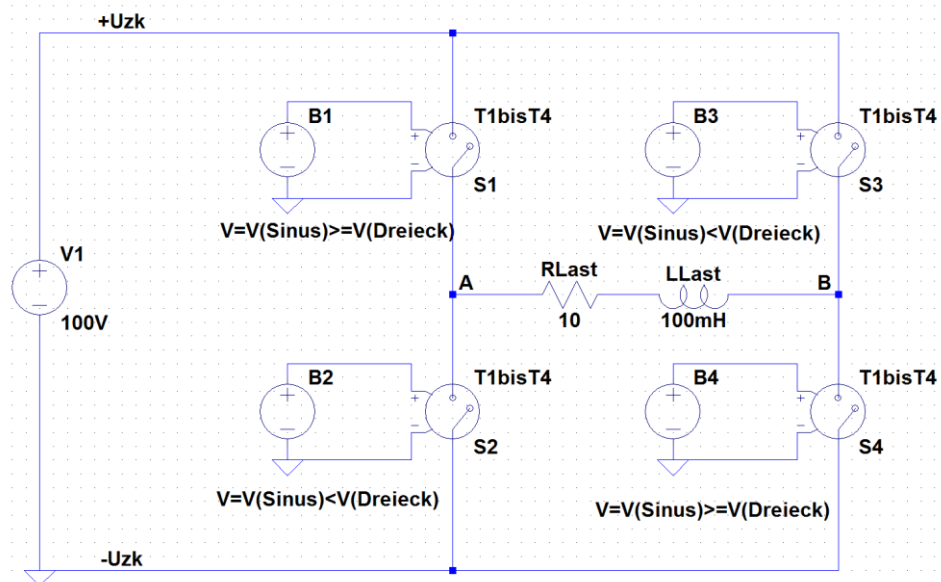 +Uzk
B1
T1bisT4
S1
V=V(Sinus)>=V(Dreieck)
B3
T1bisT4
S3
V=V(Sinus)<V(Dreieck)
V1
100V
A
RLast
10
LLast
100mH
B
B2
T1bisT4
S2
V=V(Sinus)<V(Dreieck)
B4
T1bisT4
S4
V=V(Sinus)>=V(Dreieck)
-Uzk